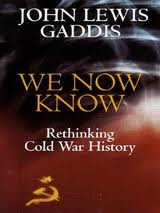 JOHN LEWIS
GADDIS
WE NOW
KNOW
Rethinking
Cold War History